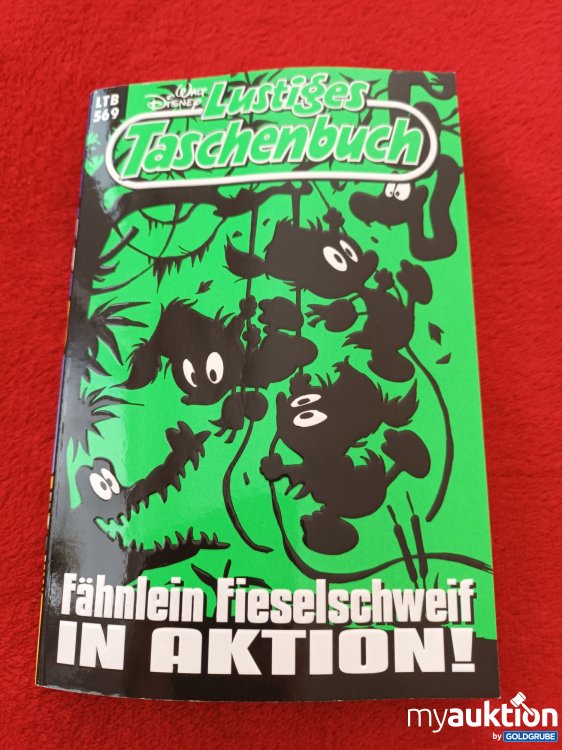 LTB
569
Walt
Disney
Lustiges
Taschenbuch
Fähnlein Fieselschweif
IN AKTION!
myauktion
by GOLDGRUBE